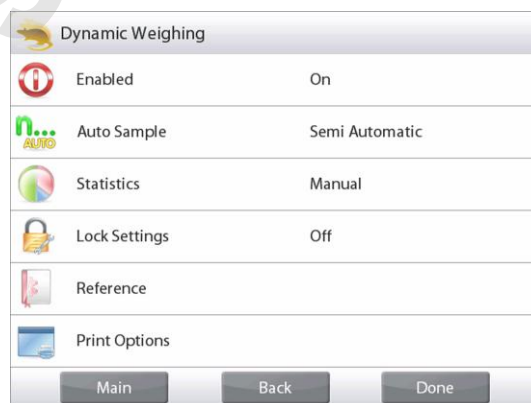 Dynamic Weighing
Enabled On
n... AUTO Auto Sample Semi Automatic
Statistics Manual
Lock Settings Off
Reference
Print Options
Main Back Done